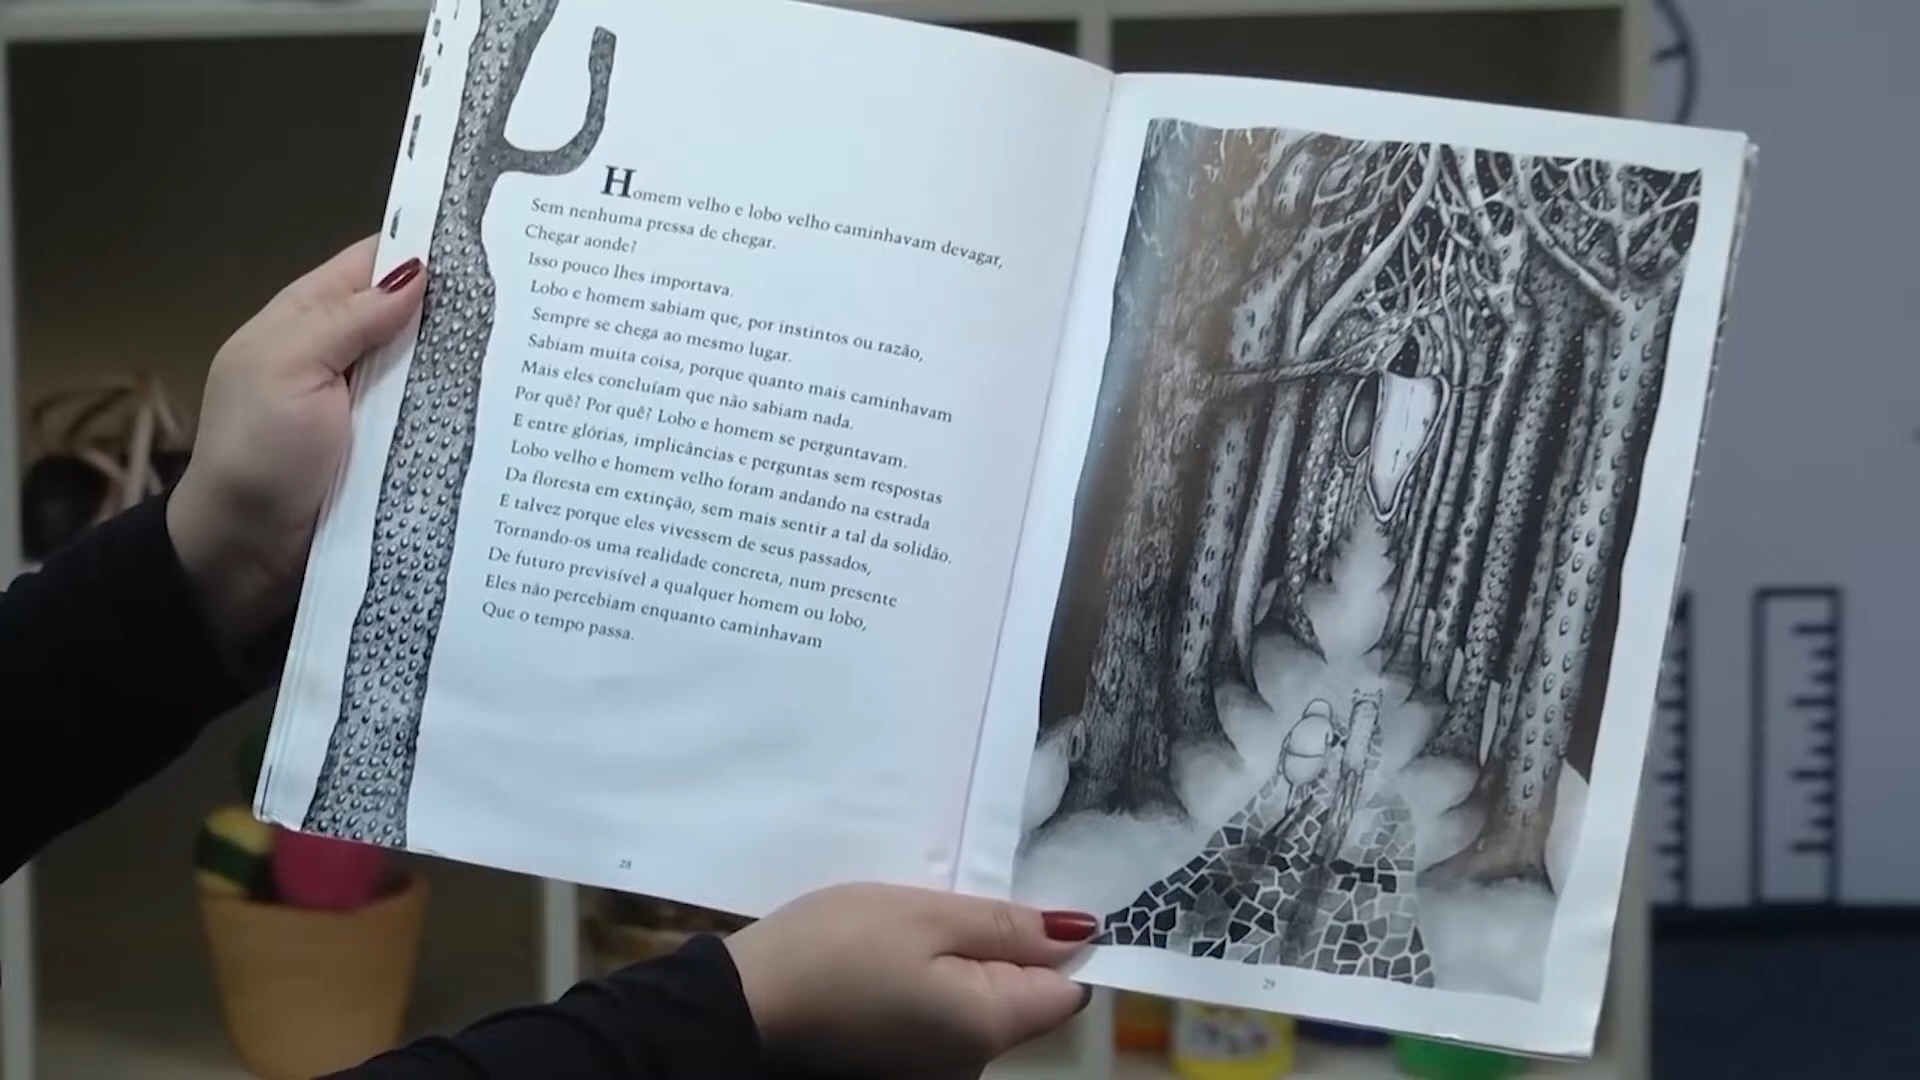 Homem velho e lobo velho caminhavam devagar,
Sem nenhuma pressa de chegar.
Chegar aonde?
Isso pouco lhes importava.
Lobo e homem sabiam que, por instintos ou razão,
Sempre se chega ao mesmo lugar.
Sabiam muita coisa, porque quanto mais caminhavam
Mais eles concluíam que não sabiam nada.
Por quê? Por quê? Lobo e homem se perguntavam.
E entre glórias, implicâncias e perguntas sem respostas
Lobo velho e homem velho foram andando na estrada
Da floresta em extinção, sem mais sentir a tal da solidão.
E talvez porque eles vivessem de seus passados,
Tornando-os uma realidade concreta, num presente
De futuro previsível a qualquer homem ou lobo,
Eles não percebiam enquanto caminhavam
Que o tempo passa.
28
29